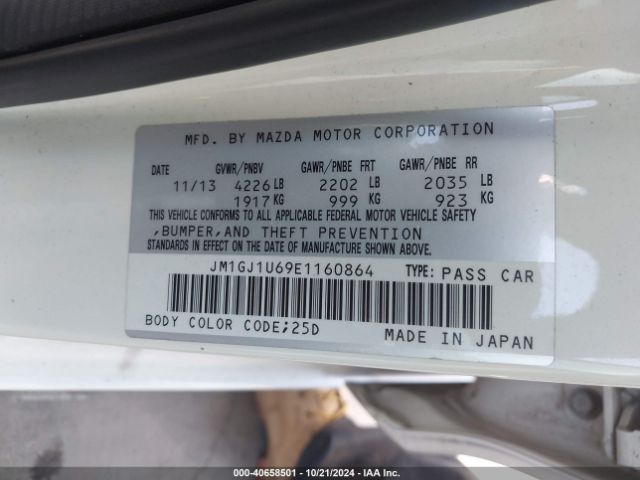 MFD. BY MAZDA MOTOR CORPORATION
DATE GVWR/PNBV GAWR/PNBE FRT GAWR/PNBE RR
11/13 4226 LB 2202 LB 2035 LB
1917 KG 999 KG 923 KG
THIS VEHICLE CONFORMS TO ALL APPLICABLE FEDERAL MOTOR VEHICLE SAFETY
,BUMPER,AND THEFT PREVENTION
STANDARDS IN EFFECT ON THE DATE OF MANUFACTURE SHOWN ABOVE.
JM1GJ1U69E1160864 TYPE: PASS CAR
BODY COLOR CODE;25D
MADE IN JAPAN
000-40658501 - 10/21/2024 - IAA Inc.